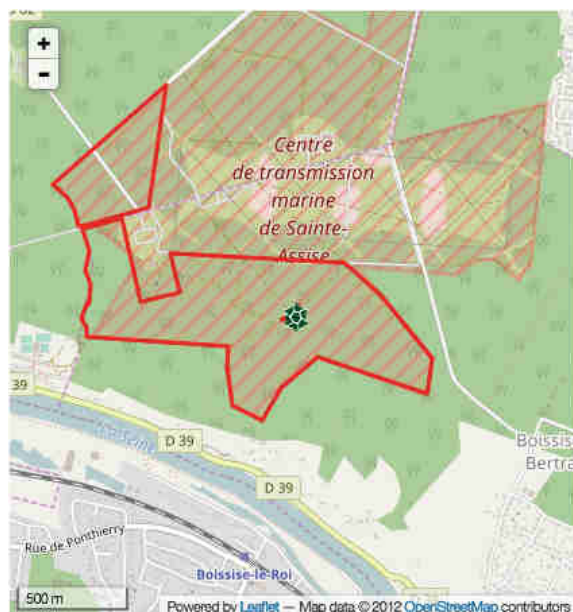 +
-
Centre
de transmission
marine
de Sainte-
Assise
39
D 39
D 39
Boissis
Bertra
Rue de Ponthierry
Boissise-le-Roi
500 m
Powered by Leaflet — Map data © 2012 OpenStreetMap contributors